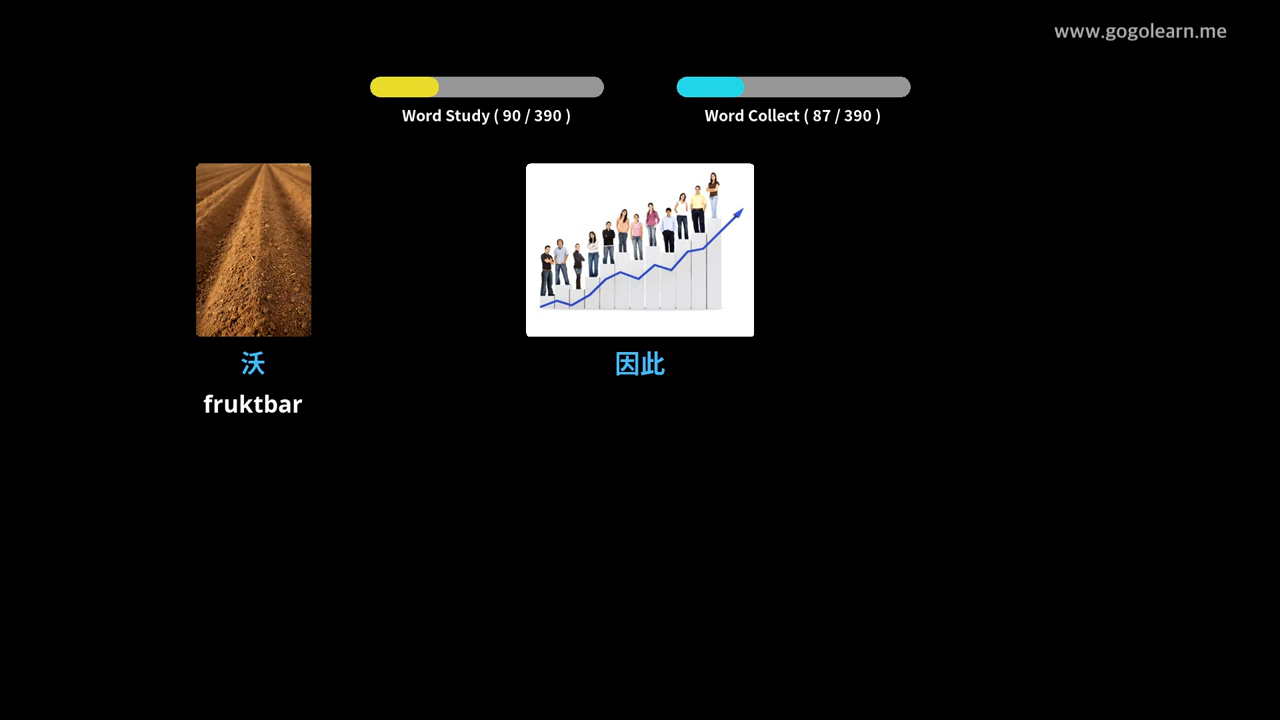 www.gogolearn.me
Word Study ( 90 / 390 )
Word Collect ( 87 / 390 )
沃
因此
fruktbar